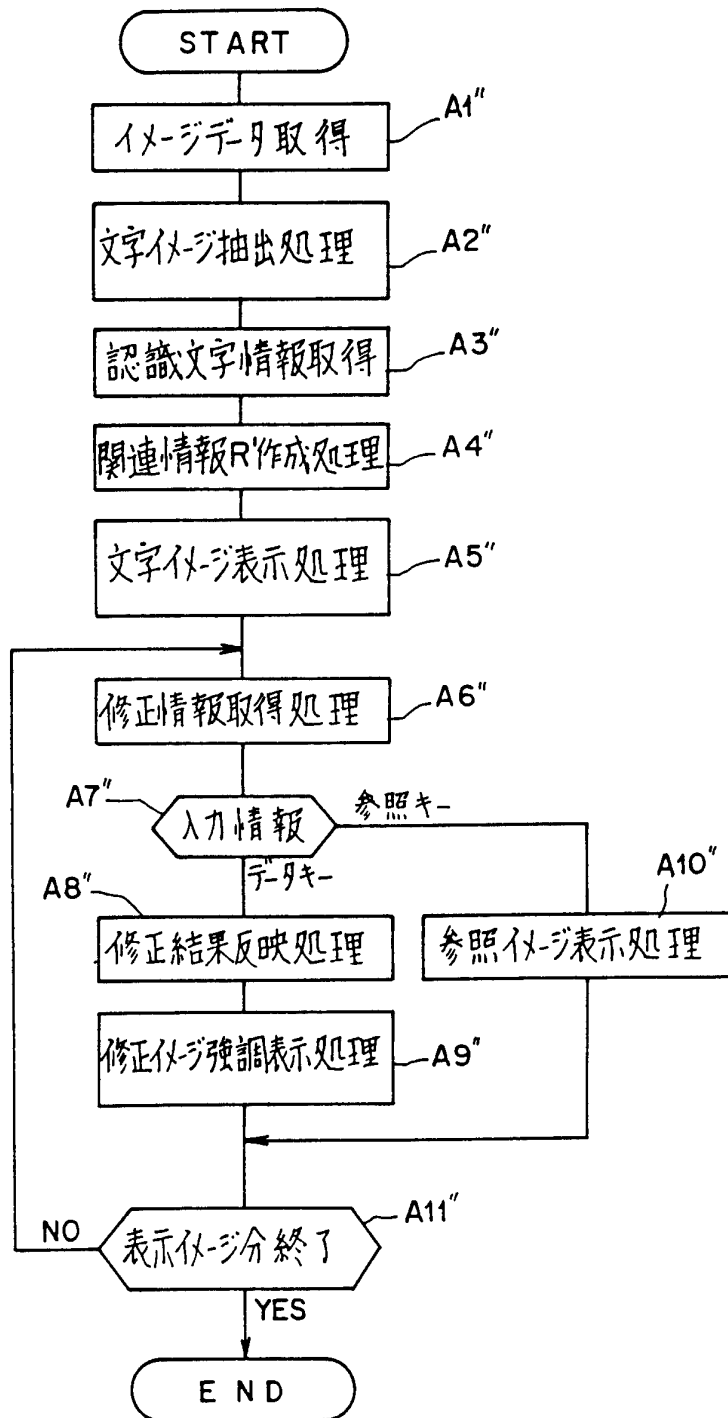 START
イメージデータ取得
A1"
文字イメージ抽出処理
A2"
認識文字情報取得
A3"
関連情報R'作成処理
A4"
文字イメージ表示処理
A5"
修正情報取得処理
A6"
A7"
入力情報
参照キー
データキー
A8"
修正結果反映処理
A10"
参照イメージ表示処理
修正イメージ強調表示処理
A9"
NO
表示イメージ分終了
A11"
YES
END